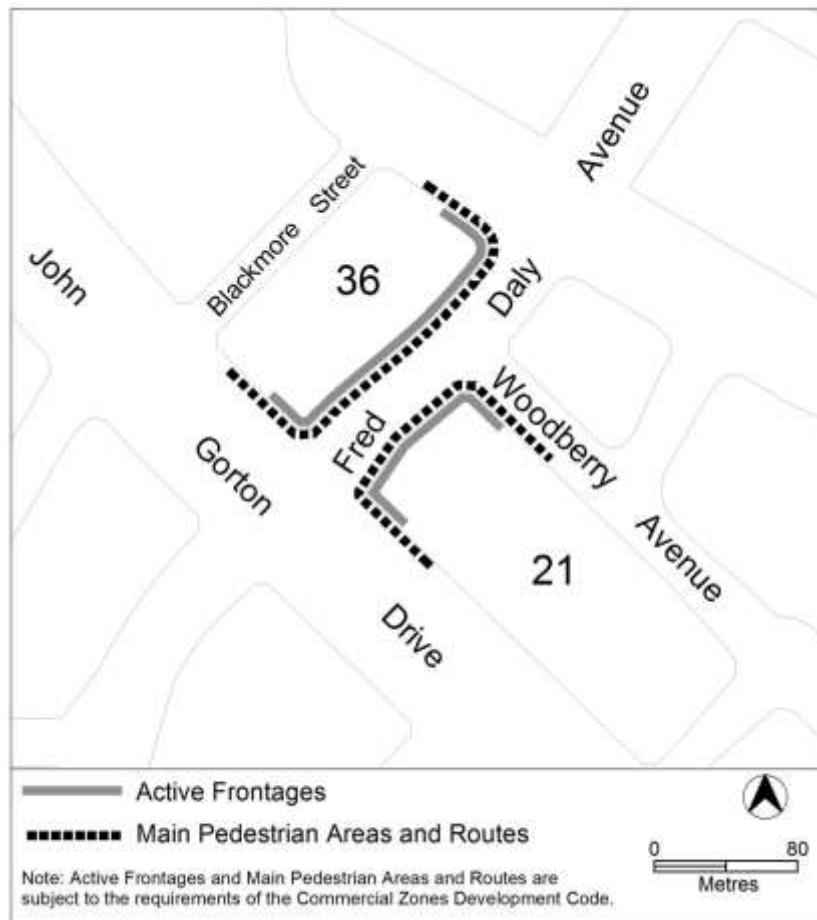 Avenue
Blackmore Street
John
36
Daly
Woodberry
Fred
Gorton
Avenue
21
Drive
Active Frontages
Main Pedestrian Areas and Routes
0 80
Metres
Note: Active Frontages and Main Pedestrian Areas and Routes are
subject to the requirements of the Commercial Zones Development Code.